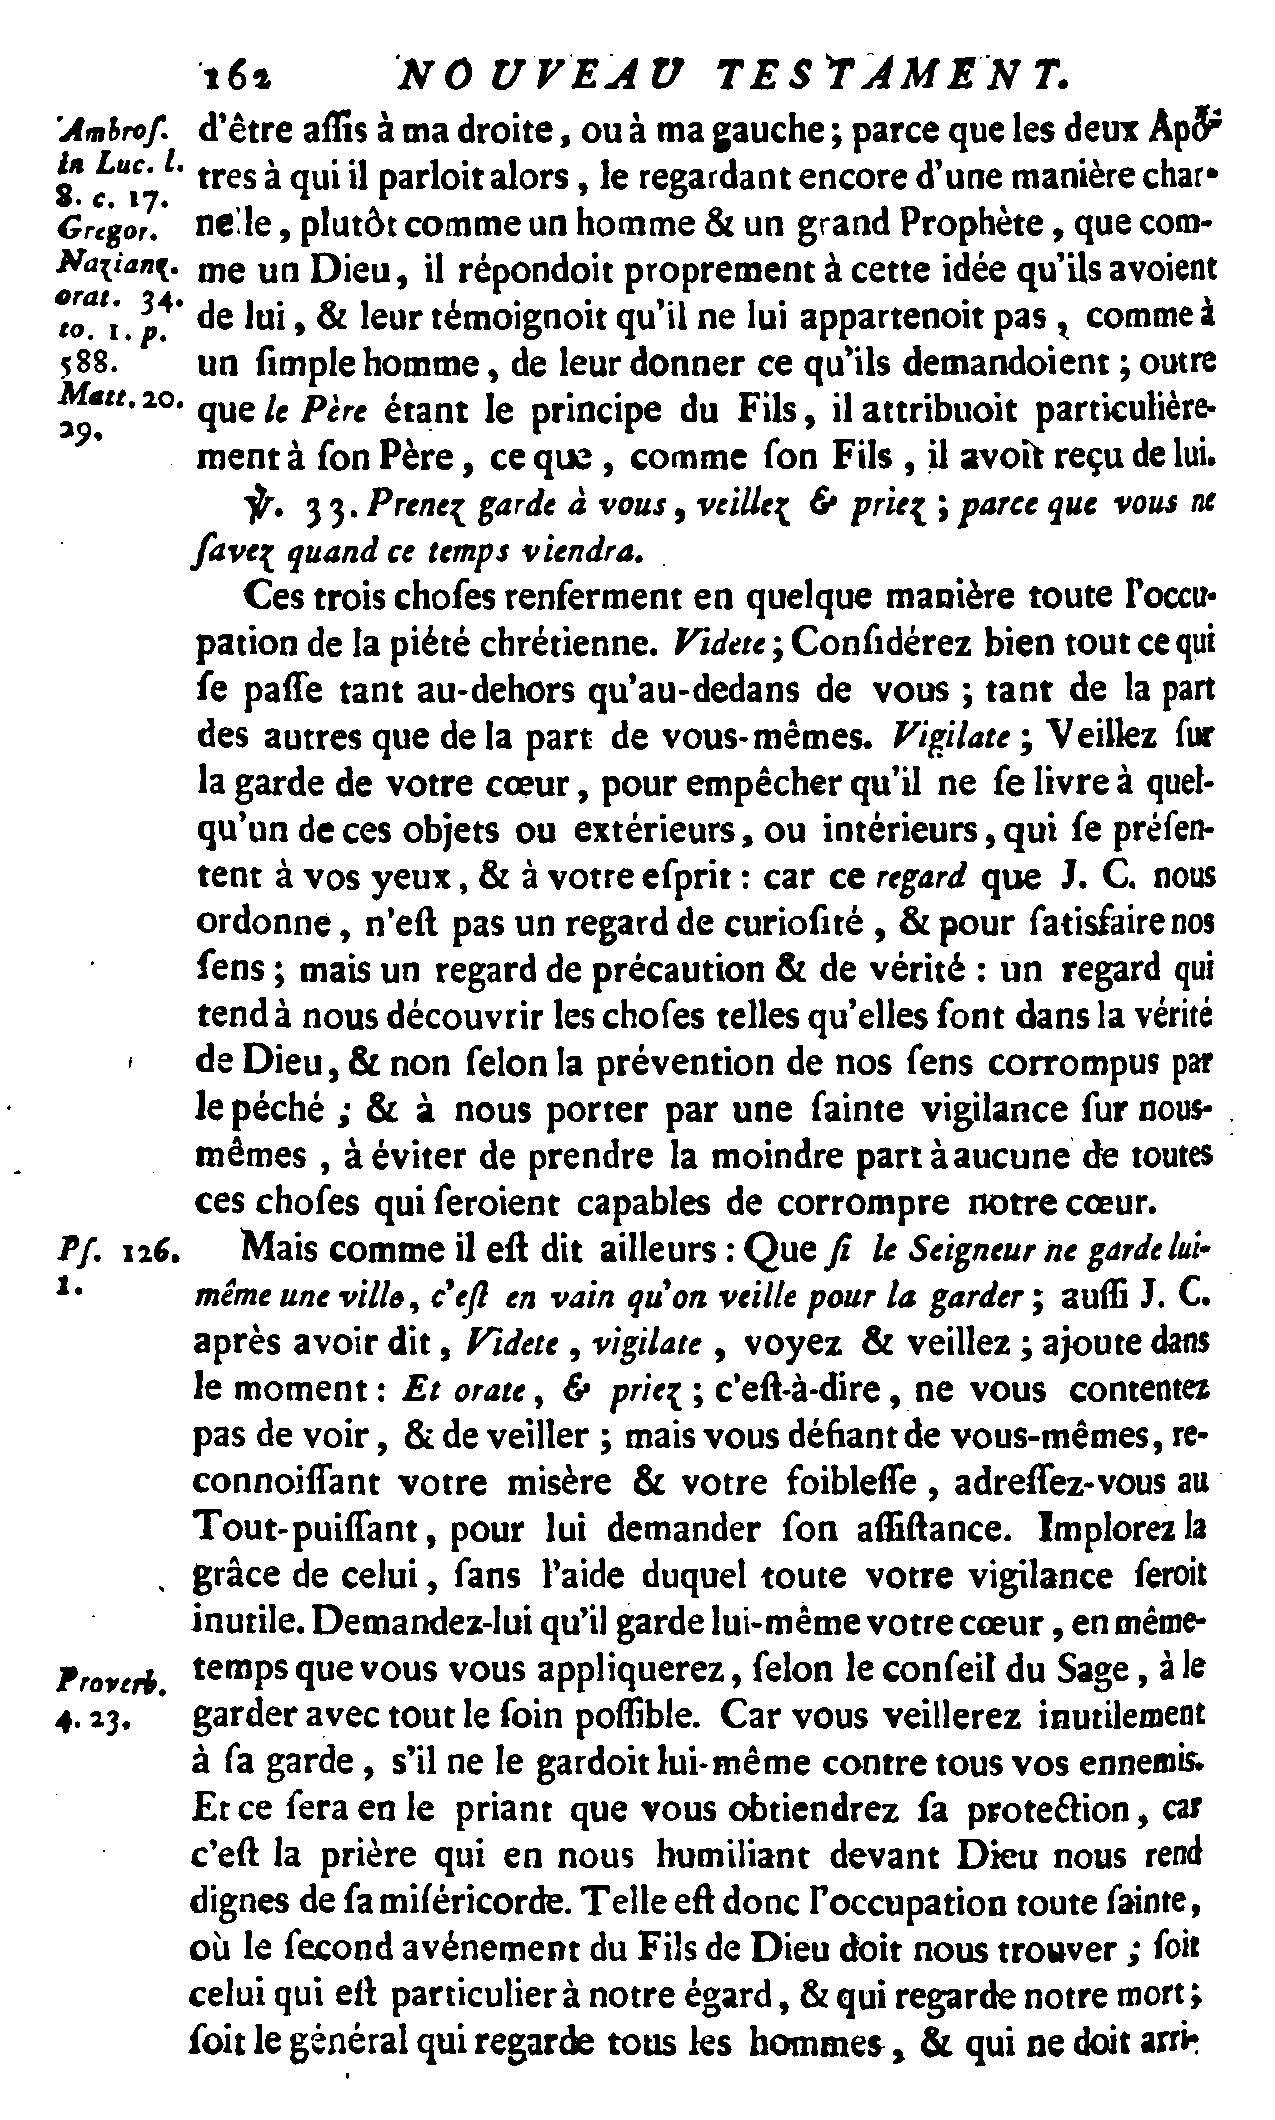 162 NOUVEAU TESTAMENT.
Ambroſ.
in Luc. l.
8. c. 17.
Gregor.
Nazianz.
orat. 34.
to. 1. p.
588.
Matt. 20.
29.
d'être aſſis à ma droite, ou à ma gauche ; parce que les deux Apô-
tres à qui il parloit alors, le regardant encore d'une manière char-
nelle, plutôt comme un homme & un grand Prophète, que com-
me un Dieu, il répondoit proprement à cette idée qu'ils avoient
de lui, & leur témoignoit qu'il ne lui appartenoit pas, comme à
un ſimple homme, de leur donner ce qu'ils demandoient ; outre
que le Père étant le principe du Fils, il attribuoit particulière-
ment à ſon Père, ce que, comme ſon Fils, il avoit reçu de lui.
℣. 33. Prenez garde à vous, veillez & priez ; parce que vous ne
ſavez quand ce temps viendra.
Ces trois choſes renferment en quelque manière toute l'occu-
pation de la piété chrétienne. Videte ; Conſidérez bien tout ce qui
ſe paſſe tant au-dehors qu'au-dedans de vous ; tant de la part
des autres que de la part de vous-mêmes. Vigilate ; Veillez ſur
la garde de votre cœur, pour empêcher qu'il ne ſe livre à quel-
qu'un de ces objets ou extérieurs, ou intérieurs, qui ſe préſen-
tent à vos yeux, & à votre eſprit : car ce regard que J. C. nous
ordonne, n'eſt pas un regard de curioſité, & pour ſatisfaire nos
ſens ; mais un regard de précaution & de vérité : un regard qui
tend à nous découvrir les choſes telles qu'elles ſont dans la vérité
de Dieu, & non ſelon la prévention de nos ſens corrompus par
le péché ; & à nous porter par une ſainte vigilance ſur nous-
mêmes, à éviter de prendre la moindre part à aucune de toutes
ces choſes qui ſeroient capables de corrompre notre cœur.
Pſ. 126.
1.
Mais comme il eſt dit ailleurs : Que ſi le Seigneur ne garde lui-
même une ville, c'eſt en vain qu'on veille pour la garder ; auſſi J. C.
après avoir dit, Videte, vigilate, voyez & veillez ; ajoute dans
le moment : Et orate, & priez ; c'eſt-à-dire, ne vous contentez
pas de voir, & de veiller ; mais vous défiant de vous-mêmes, re-
connoiſſant votre misère & votre foibleſſe, adreſſez-vous au
Tout-puiſſant, pour lui demander ſon aſſiſtance. Implorez la
grâce de celui, ſans l'aide duquel toute votre vigilance ſeroit
inutile. Demandez-lui qu'il garde lui-même votre cœur, en même-
temps que vous vous appliquerez, ſelon le conſeil du Sage, à le
Proverb.
4. 23.
garder avec tout le ſoin poſſible. Car vous veillerez inutilement
à ſa garde, s'il ne le gardoit lui-même contre tous vos ennemis.
Et ce ſera en le priant que vous obtiendrez ſa protection, car
c'eſt la prière qui en nous humiliant devant Dieu nous rend
dignes de ſa miſéricorde. Telle eſt donc l'occupation toute ſainte,
où le ſecond avénement du Fils de Dieu doit nous trouver ; ſoit
celui qui eſt particulier à notre égard, & qui regarde notre mort ;
ſoit le général qui regarde tous les hommes, & qui ne doit arri-